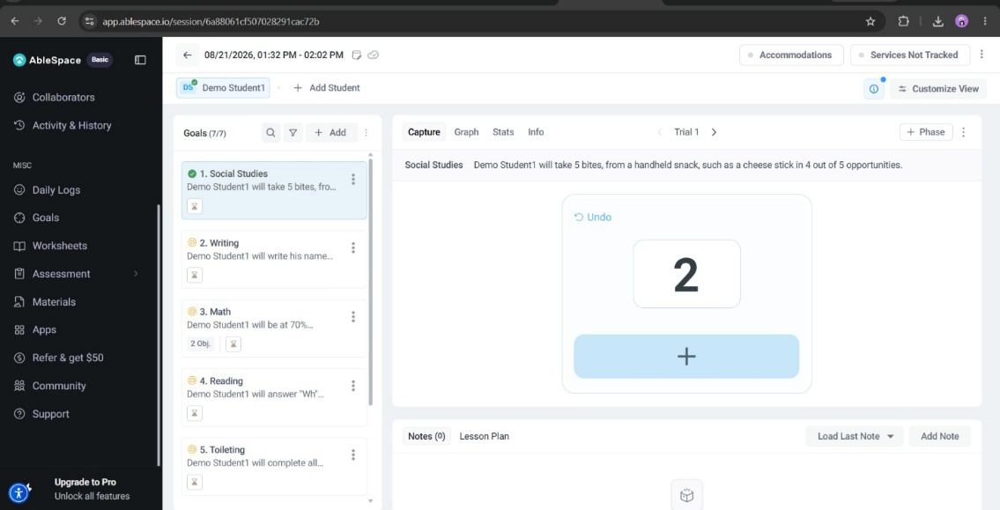 app.ablespace.io/session/6a88061cf507028291cac72b
AbleSpace Basic
Collaborators
Activity & History
MISC
Daily Logs
Goals
Worksheets
Assessment
Materials
Apps
Refer & get $50
Community
Support
Upgrade to Pro
Unlock all features
08/21/2026, 01:32 PM - 02:02 PM
Accommodations
Services Not Tracked
DS Demo Student1
+ Add Student
Customize View
Goals (7/7)
+ Add
1. Social Studies
Demo Student1 will take 5 bites, fro...
2. Writing
Demo Student1 will write his name...
3. Math
Demo Student1 will be at 70%...
2 Obj.
4. Reading
Demo Student1 will answer "Wh"...
5. Toileting
Demo Student1 will complete all...
Capture Graph Stats Info
Trial 1
+ Phase
Social Studies Demo Student1 will take 5 bites, from a handheld snack, such as a cheese stick in 4 out of 5 opportunities.
Undo
2
+
Notes (0) Lesson Plan
Load Last Note
Add Note